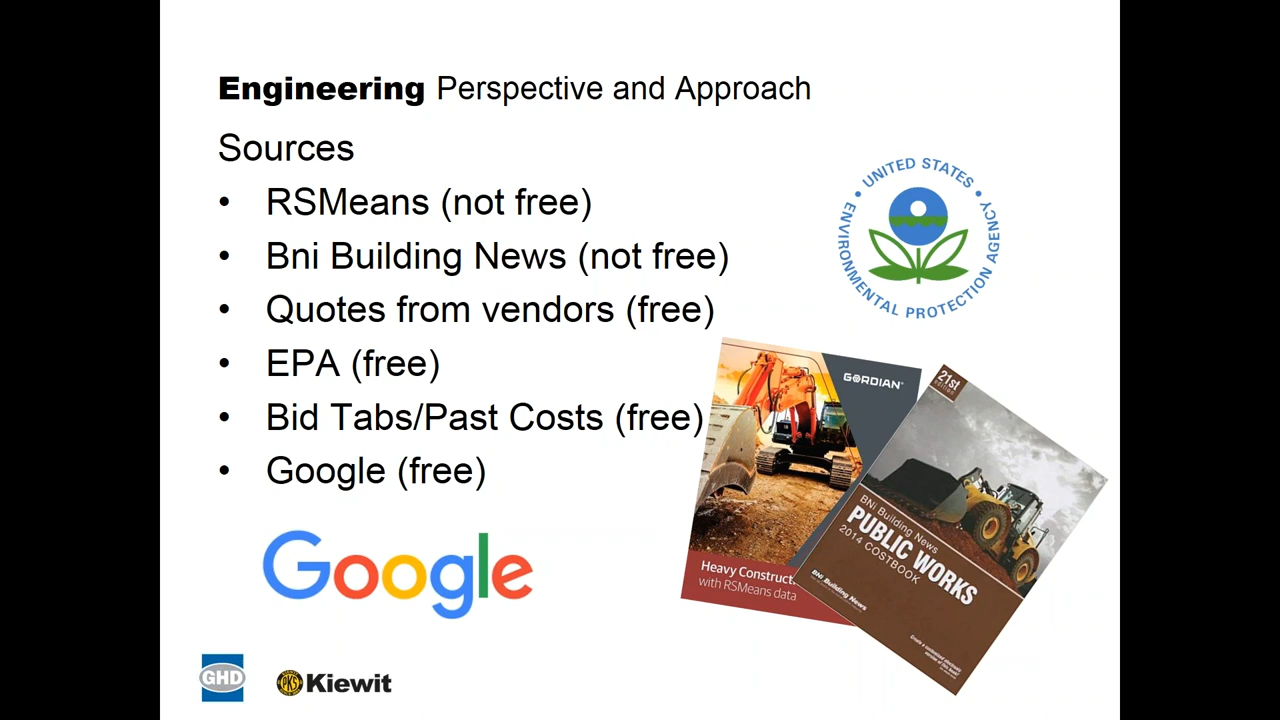 Engineering Perspective and Approach
Sources
• RSMeans (not free)
• Bni Building News (not free)
• Quotes from vendors (free)
• EPA (free)
• Bid Tabs/Past Costs (free)
• Google (free)
UNITED STATES
ENVIRONMENTAL PROTECTION AGENCY
GORDIAN®
Heavy Construct
with RSMeans data
21st
edition
BNi Building News
PUBLIC WORKS
2014 COSTBOOK
BNi Building News
Google
GHD
PKS
Kiewit